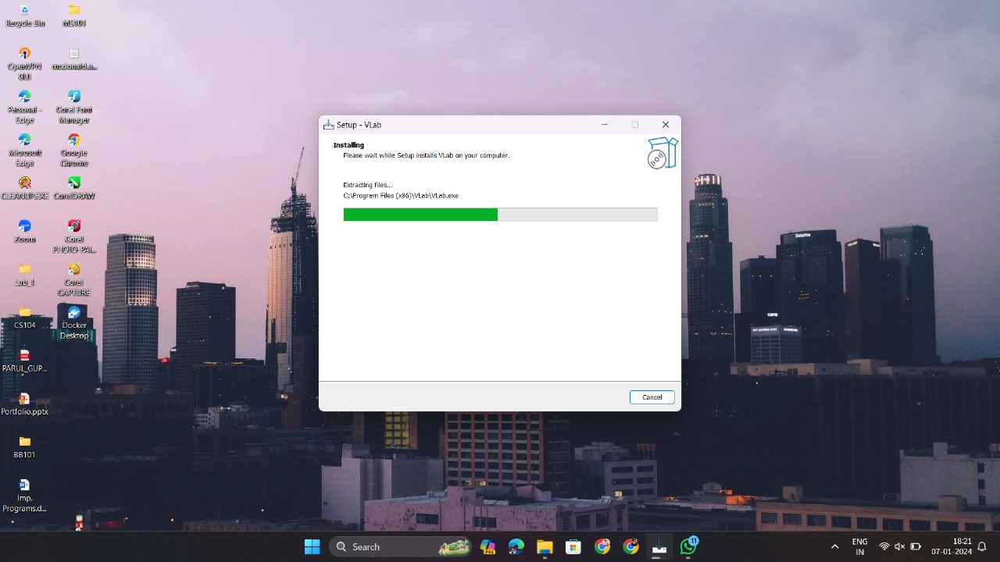 Recycle Bin
MS101
OpenVPN
GUI
mcdonald.a...
Personal -
Edge
Corel Font
Manager
Microsoft
Edge
Google
Chrome
CLEANUP.EXE
CorelDRAW
Zoom
Corel
PHOTO-PAI...
Lab_1
Corel
CAPTURE
CS104
Docker
Desktop
PARUL_GUP...
Portfolio.pptx
BB101
Imp.
Programs.d...
Setup - VLab
Installing
Please wait while Setup installs VLab on your computer.
Extracting files...
C:\Program Files (x86)\VLab\VLab.exe
Cancel
Deloitte
Search
PRE
11
ENG
IN
18:21
07-01-2024